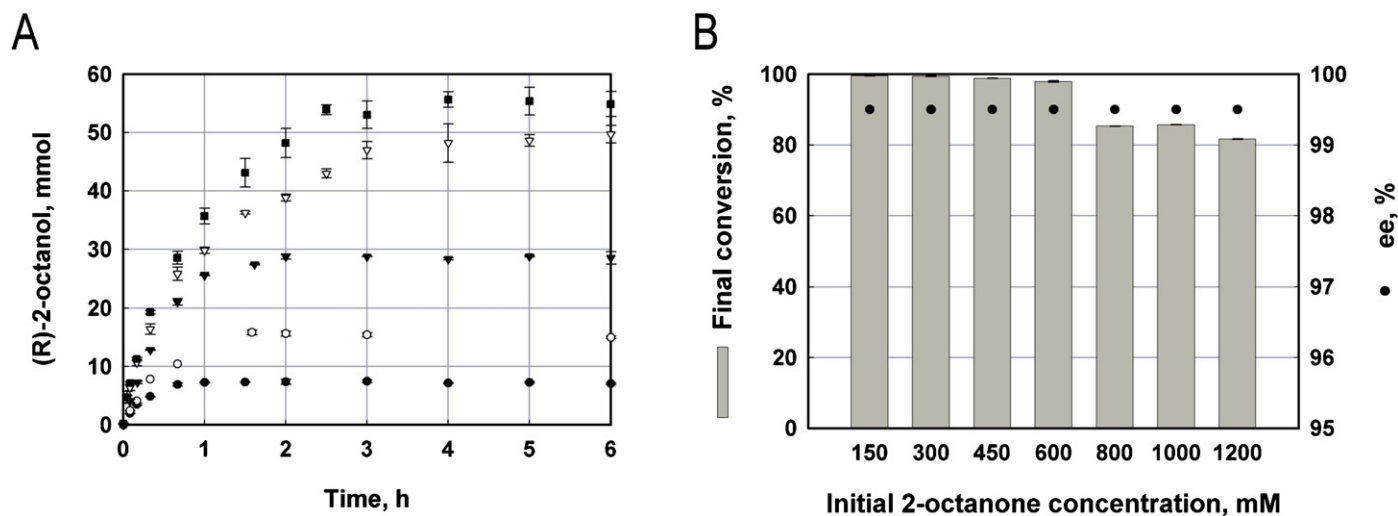 A
(R)-2-octanol, mmol
60
50
40
30
20
10
0
0 1 2 3 4 5 6
Time, h
B
Final conversion, %
100
80
60
40
20
0
150 300 450 600 800 1000 1200
Initial 2-octanone concentration, mM
100
99
98
97
96
95
ee, %